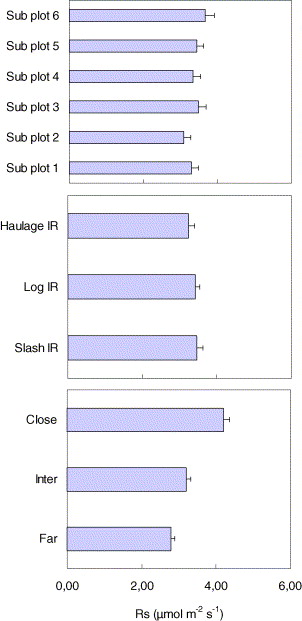 Sub plot 6
Sub plot 5
Sub plot 4
Sub plot 3
Sub plot 2
Sub plot 1
Haulage IR
Log IR
Slash IR
Close
Inter
Far
0,00 2,00 4,00 6,00
Rs (µmol m⁻² s⁻¹)